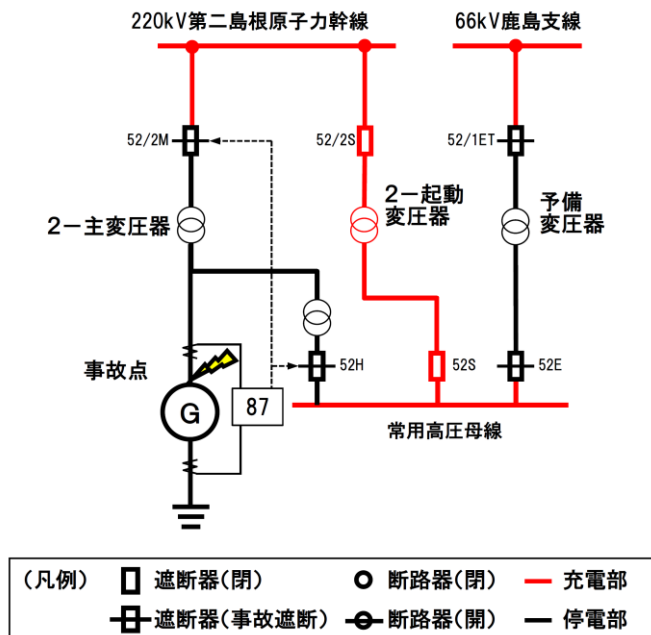 220kV第二島根原子力幹線
66kV鹿島支線
52/2M
52/2S
52/1ET
2－主変圧器
2－起動
変圧器
予備
変圧器
事故点
52H
52S
52E
87
G
常用高圧母線
(凡例)
遮断器(閉)
断路器(閉)
充電部
遮断器(事故遮断)
断路器(開)
停電部